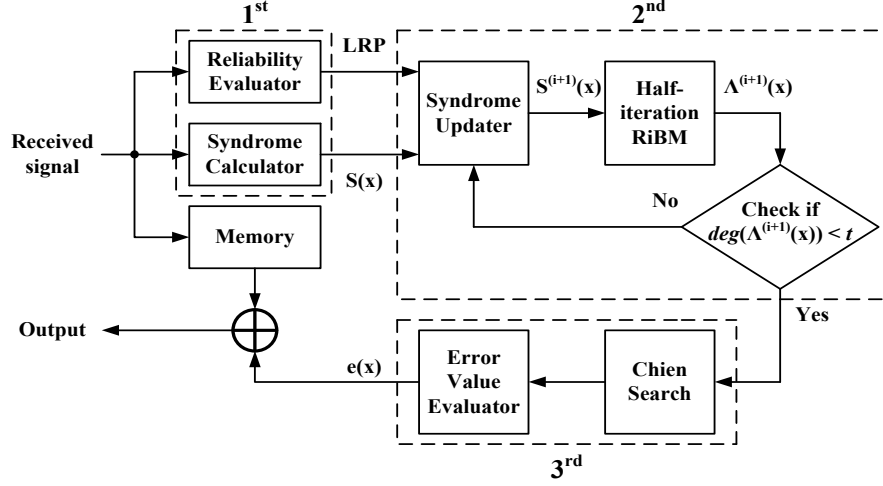 1st
2nd
LRP
Reliability
Evaluator
Syndrome
Updater
S(i+1)(x)
Half-
iteration
RiBM
Λ(i+1)(x)
Received
signal
Syndrome
Calculator
S(x)
No
Check if
deg(Λ(i+1)(x)) < t
Memory
Yes
Output
e(x)
Error
Value
Evaluator
Chien
Search
3rd